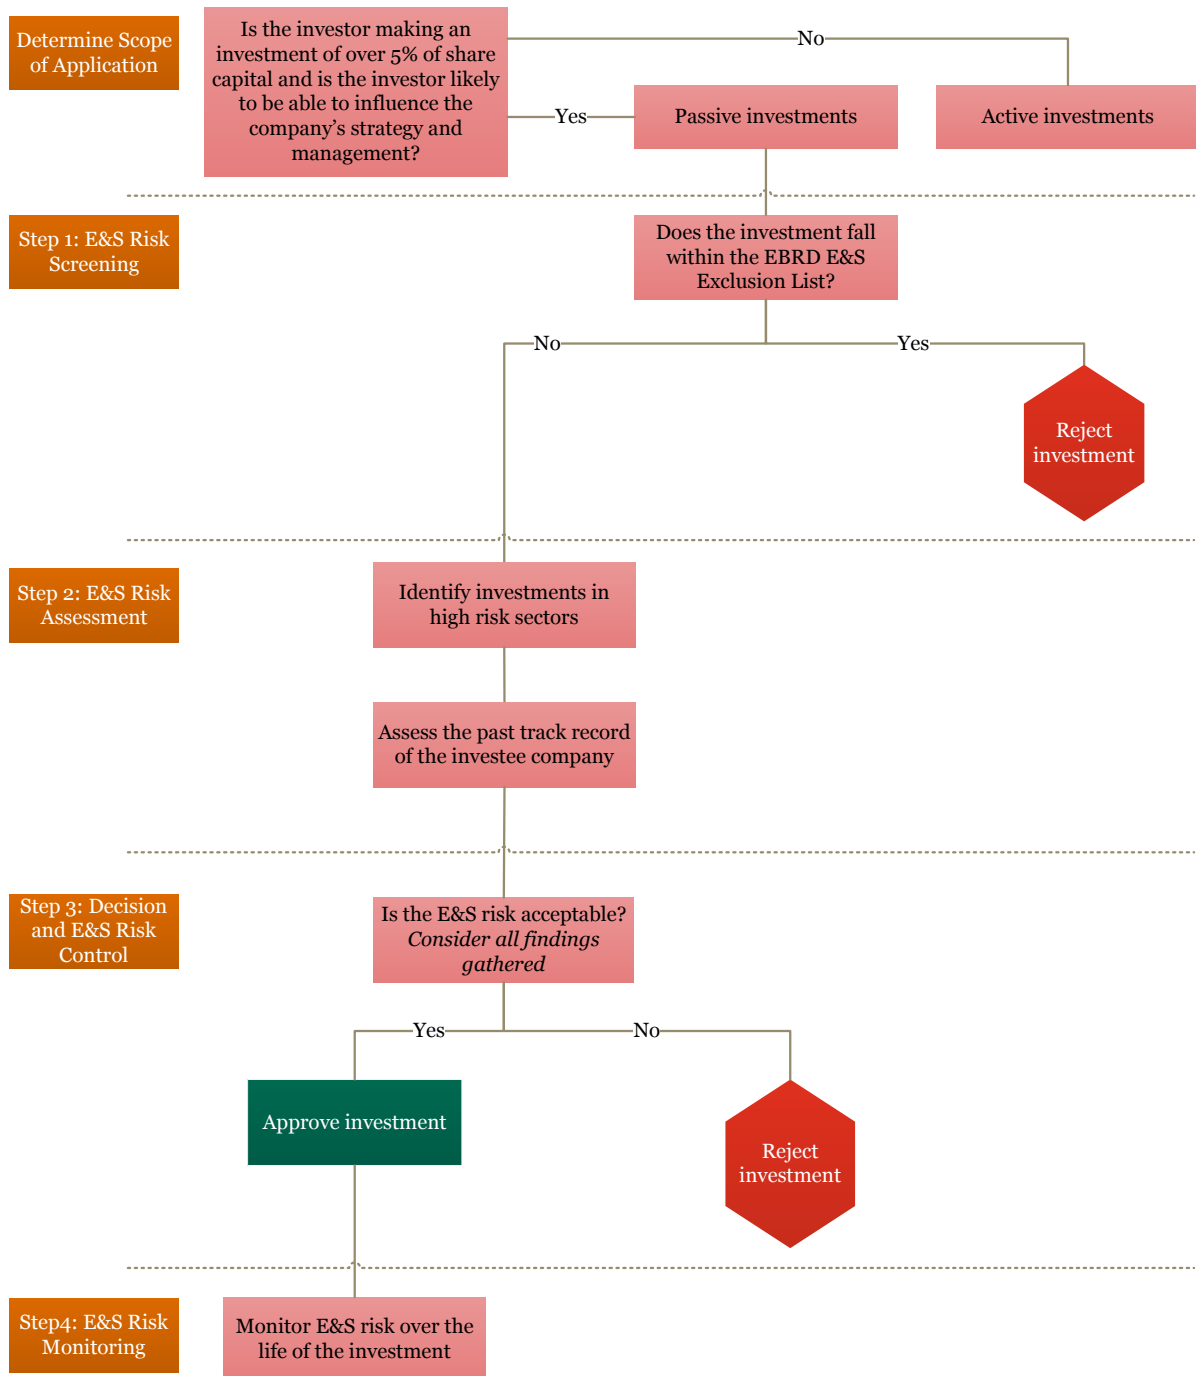 Determine Scope
of Application
Is the investor making an
investment of over 5% of share
capital and is the investor likely
to be able to influence the
company's strategy and
management?
No
Yes
Passive investments
Active investments
Step 1: E&S Risk
Screening
Does the investment fall
within the EBRD E&S
Exclusion List?
No
Yes
Reject
investment
Step 2: E&S Risk
Assessment
Identify investments in
high risk sectors
Assess the past track record
of the investee company
Step 3: Decision
and E&S Risk
Control
Is the E&S risk acceptable?
Consider all findings
gathered
Yes
No
Approve investment
Reject
investment
Step4: E&S Risk
Monitoring
Monitor E&S risk over the
life of the investment